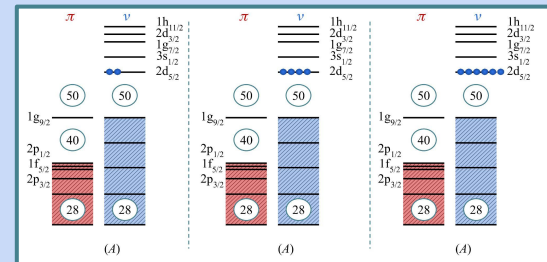 π ν 1h11/2
2d3/2
1g7/2
3s1/2
2d5/2
50 50
1g9/2
40
2p1/2
1f5/2
2p3/2
28 28
(A)
π ν 1h11/2
2d3/2
1g7/2
3s1/2
2d5/2
50 50
1g9/2
40
2p1/2
1f5/2
2p3/2
28 28
(A)
π ν 1h11/2
2d3/2
1g7/2
3s1/2
2d5/2
50 50
1g9/2
40
2p1/2
1f5/2
2p3/2
28 28
(A)